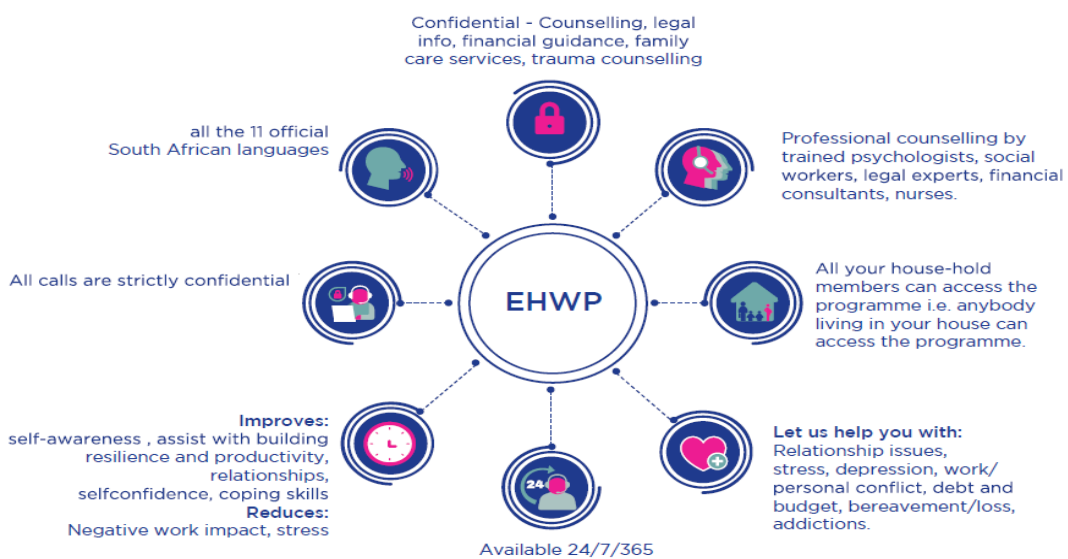 Confidential - Counselling, legal
info, financial guidance, family
care services, trauma counselling
all the 11 official
South African languages
Professional counselling by
trained psychologists, social
workers, legal experts, financial
consultants, nurses.
All calls are strictly confidential
EHWP
All your house-hold
members can access the
programme i.e. anybody
living in your house can
access the programme.
Improves:
self-awareness , assist with building
resilience and productivity,
relationships,
selfconfidence, coping skills
Reduces:
Negative work impact, stress
24
Available 24/7/365
Let us help you with:
Relationship issues,
stress, depression, work/
personal conflict, debt and
budget, bereavement/loss,
addictions.